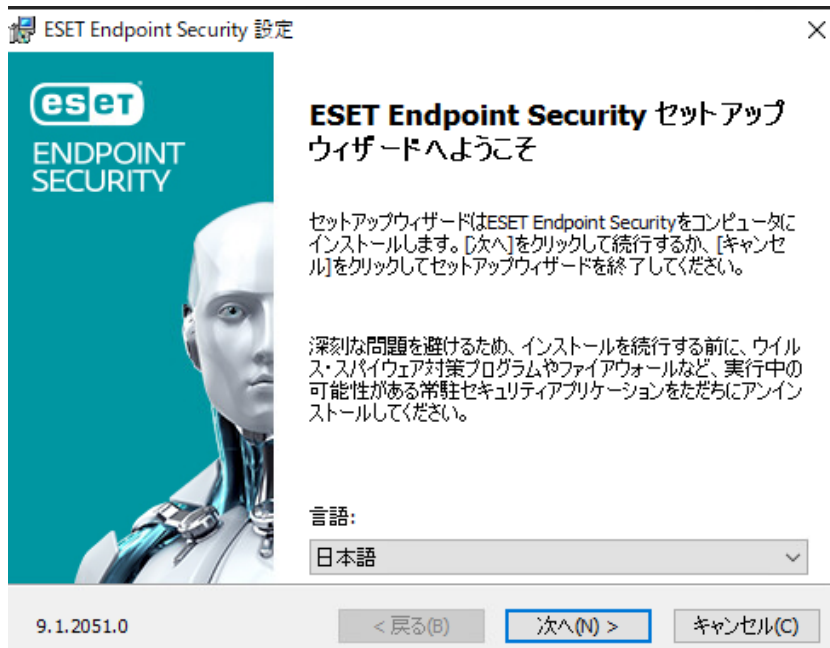 ESET Endpoint Security 設定
eseT
ENDPOINT
SECURITY
ESET Endpoint Security セットアップ
ウィザードへようこそ
セットアップウィザードはESET Endpoint Securityをコンピュータに
インストールします。[次へ]をクリックして続行するか、[キャンセ
ル]をクリックしてセットアップウィザードを終了してください。
深刻な問題を避けるため、インストールを続行する前に、ウイル
ス・スパイウェア対策プログラムやファイアウォールなど、実行中の
可能性がある常駐セキュリティアプリケーションをただちにアンイン
ストールしてください。
言語:
日本語
9.1.2051.0
< 戻る(B)
次へ(N) >
キャンセル(C)